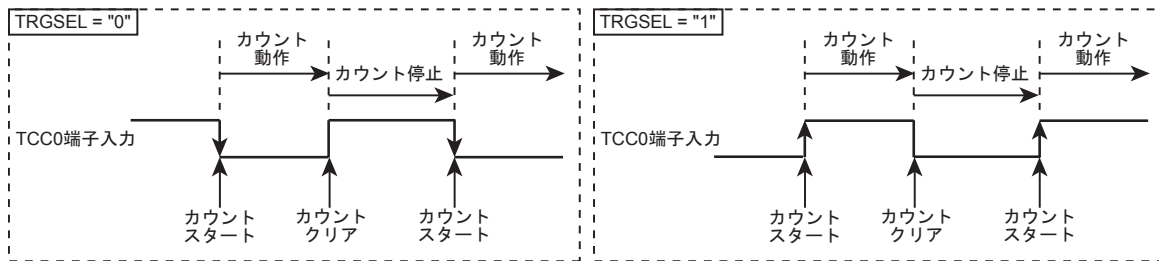 TRGSEL = "0"
カウント
動作
カウント停止
カウント
動作
TCC0端子入力
カウント
スタート
カウント
クリア
カウント
スタート
TRGSEL = "1"
カウント
動作
カウント停止
カウント
動作
TCC0端子入力
カウント
スタート
カウント
クリア
カウント
スタート